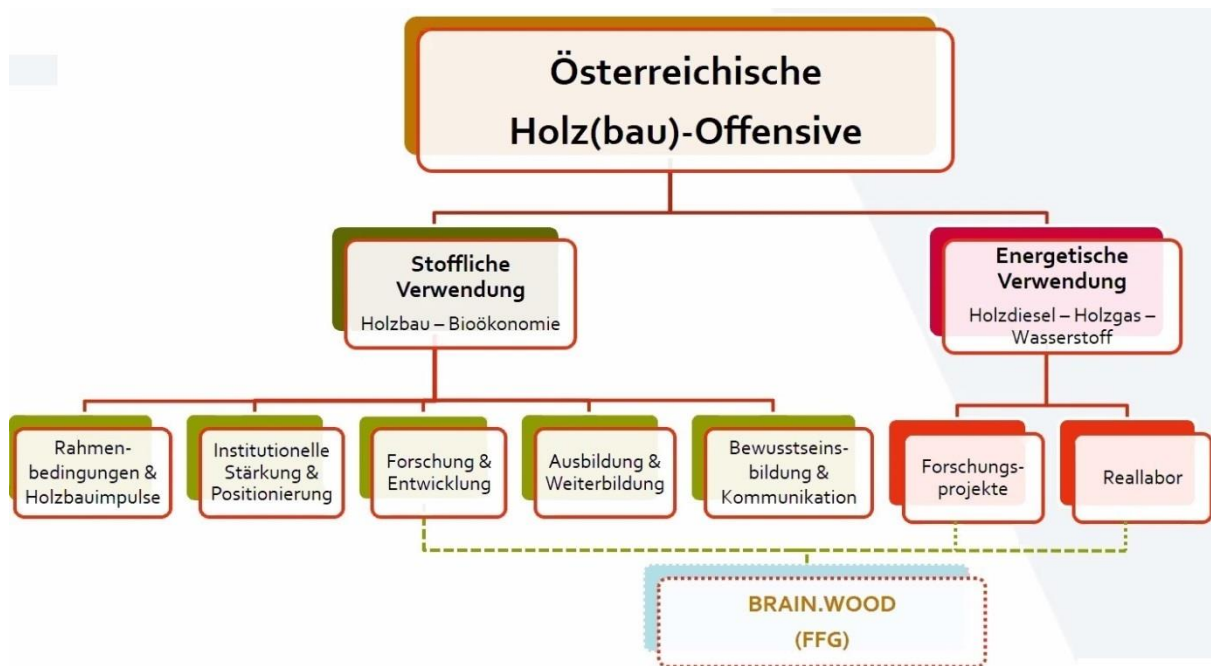 Österreichische
Holz(bau)-Offensive
Stoffliche
Verwendung
Holzbau – Bioökonomie
Energetische
Verwendung
Holzdiesel – Holzgas –
Wasserstoff
Rahmen-
bedingungen &
Holzbauimpulse
Institutionelle
Stärkung &
Positionierung
Forschung &
Entwicklung
Ausbildung &
Weiterbildung
Bewusstseins-
bildung &
Kommunikation
Forschungs-
projekte
Reallabor
BRAIN.WOOD
(FFG)